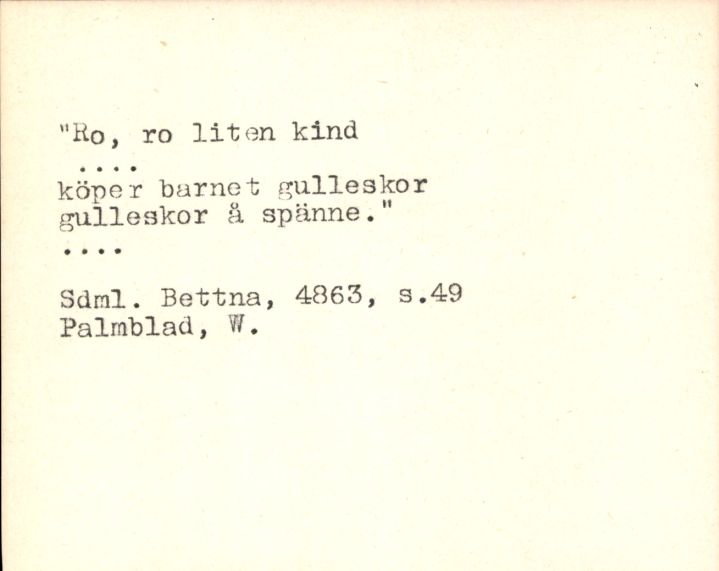 "Ro, ro liten kind
....
köper barnet gulleskor
gulleskor å spänne."
....
Sdml. Bettna, 4863, s.49
Palmblad, W.